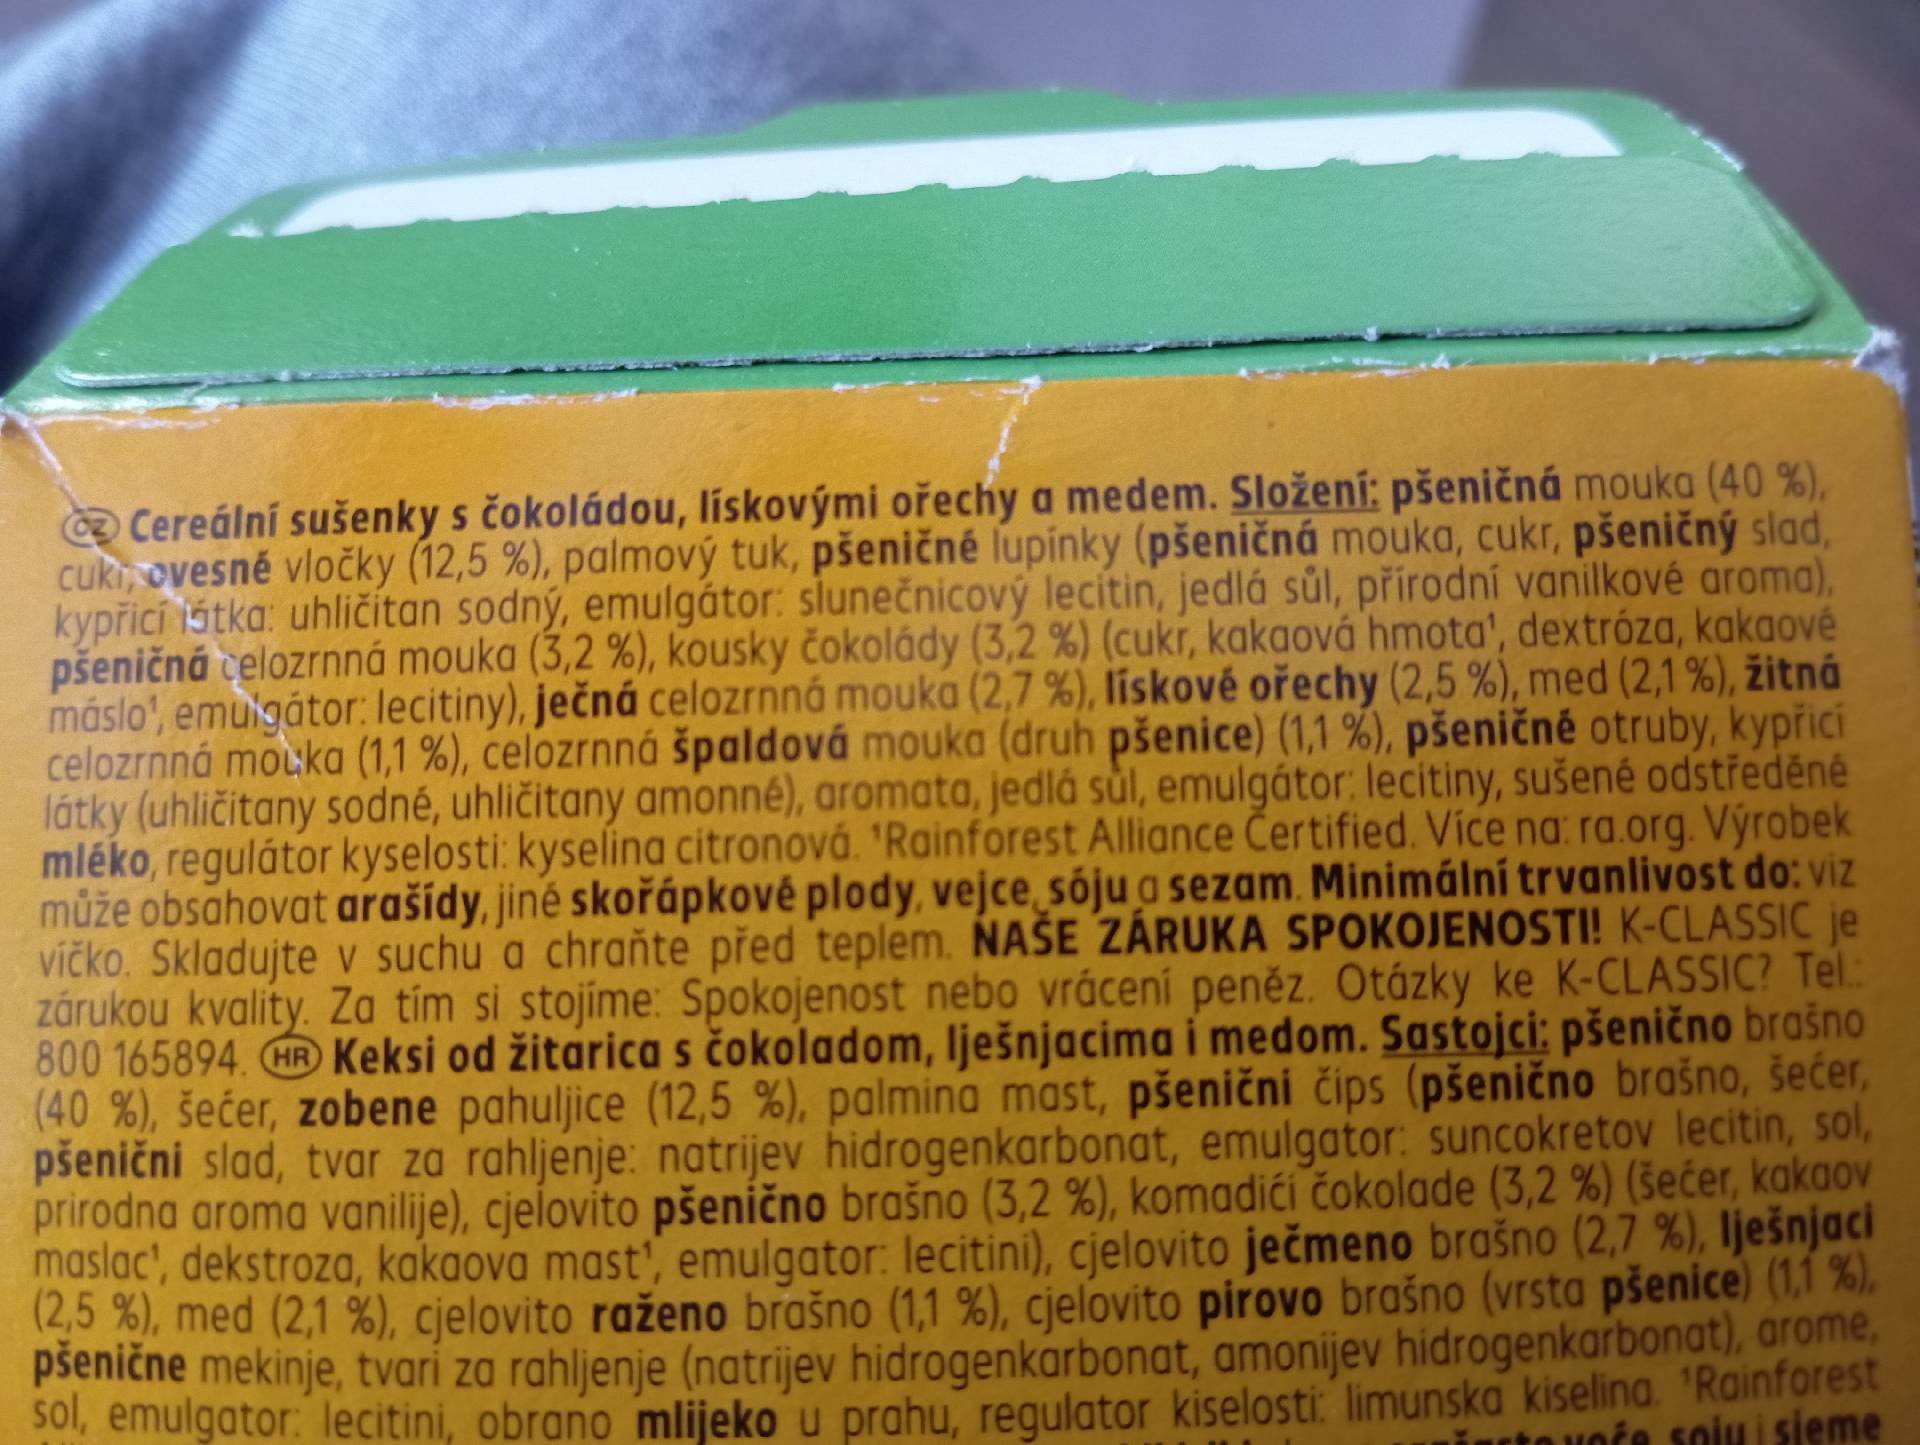 CZ Cereální sušenky s čokoládou, lískovými ořechy a medem. Složení: pšeničná mouka (40 %),
cukr, ovesné vločky (12,5 %), palmový tuk, pšeničné lupínky (pšeničná mouka, cukr, pšeničný slad,
kypřicí látka: uhličitan sodný, emulgátor: slunečnicový lecitin, jedlá sůl, přírodní vanilkové aroma),
pšeničná celozrnná mouka (3,2 %), kousky čokolády (3,2 %) (cukr, kakaová hmota¹, dextróza, kakaové
máslo¹, emulgátor: lecitiny), ječná celozrnná mouka (2,7 %), lískové ořechy (2,5 %), med (2,1 %), žitná
celozrnná mouka (1,1 %), celozrnná špaldová mouka (druh pšenice) (1,1 %), pšeničné otruby, kypřicí
látky (uhličitany sodné, uhličitany amonné), aromata, jedlá sůl, emulgátor: lecitiny, sušené odstředěné
mléko, regulátor kyselosti: kyselina citronová. ¹Rainforest Alliance Certified. Více na: ra.org. Výrobek
může obsahovat arašídy, jiné skořápkové plody, vejce, sóju a sezam. Minimální trvanlivost do: viz
víčko. Skladujte v suchu a chraňte před teplem. NAŠE ZÁRUKA SPOKOJENOSTI! K-CLASSIC je
zárukou kvality. Za tím si stojíme: Spokojenost nebo vrácení peněz. Otázky ke K-CLASSIC? Tel.:
800 165894. HR Keksi od žitarica s čokoladom, lješnjacima i medom. Sastojci: pšenično brašno
(40 %), šećer, zobene pahuljice (12,5 %), palmina mast, pšenični čips (pšenično brašno, šećer,
pšenični slad, tvar za rahljenje: natrijev hidrogenkarbonat, emulgator: suncokretov lecitin, sol,
prirodna aroma vanilije), cjelovito pšenično brašno (3,2 %), komadići čokolade (3,2 %) (šećer, kakaov
maslac¹, dekstroza, kakaova mast¹, emulgator: lecitini), cjelovito ječmeno brašno (2,7 %), lješnjaci
(2,5 %), med (2,1 %), cjelovito raženo brašno (1,1 %), cjelovito pirovo brašno (vrsta pšenice) (1,1 %),
pšenične mekinje, tvari za rahljenje (natrijev hidrogenkarbonat, amonijev hidrogenkarbonat), arome,
sol, emulgator: lecitini, obrano mlijeko u prahu, regulator kiselosti: limunska kiselina. ¹Rainforest
voće, soju i sjeme